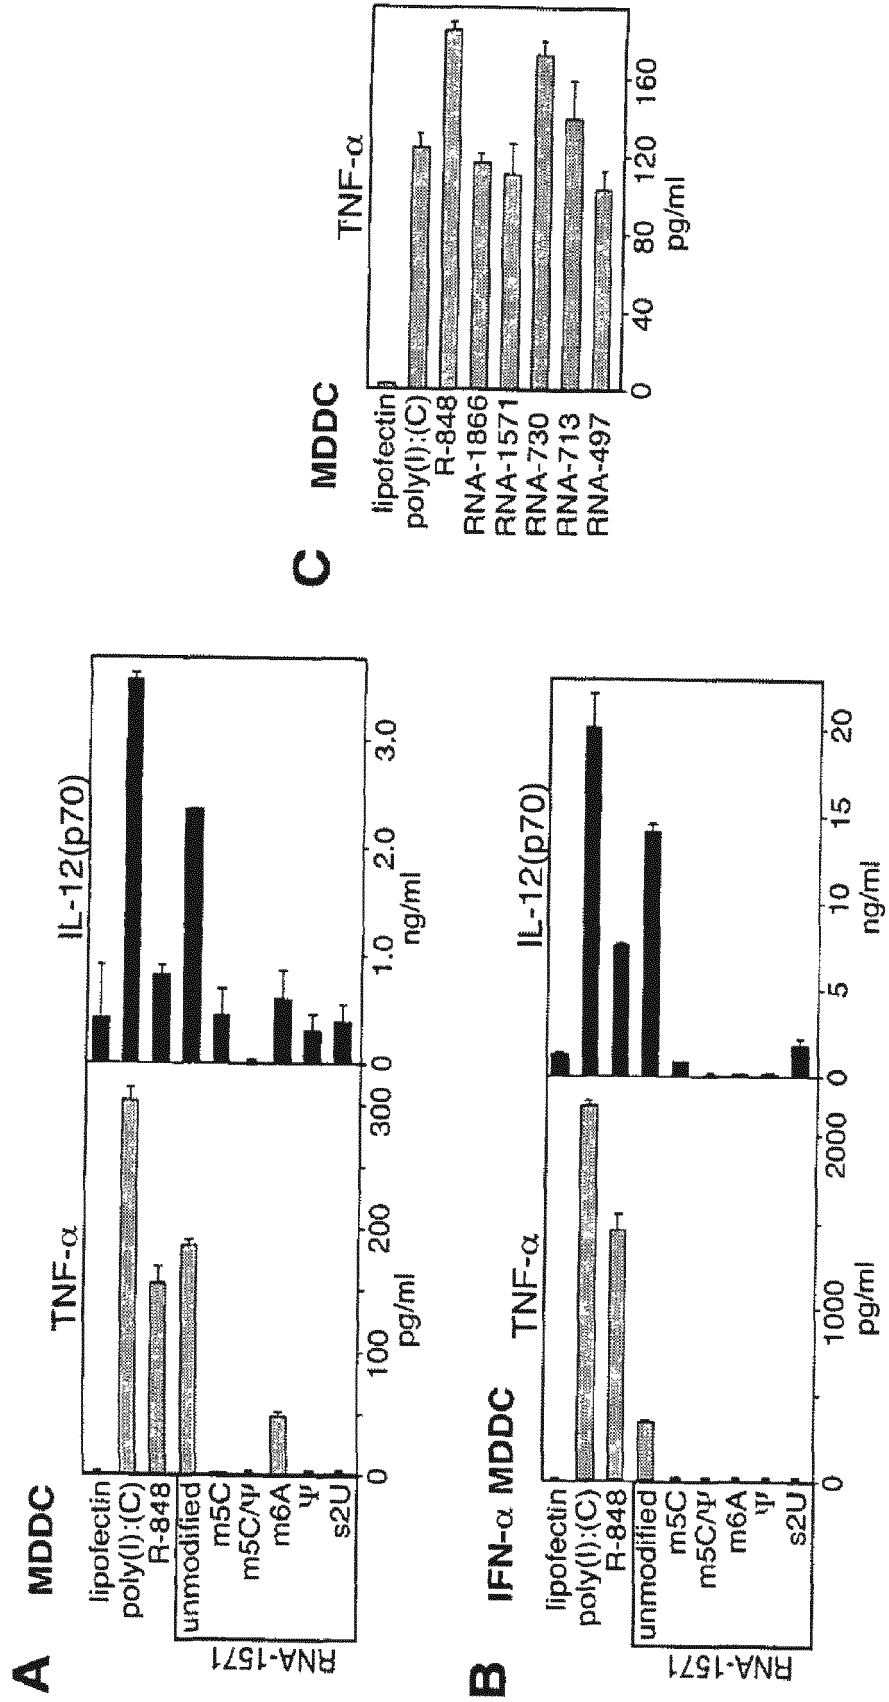 A
MDDC
TNF-α
IL-12(p70)
lipofectin
poly(I):(C)
R-848
unmodified
m5C
m5C/Ψ
m6A
Ψ
s2U
RNA-1571
0 100 200 300
pg/ml
0 1.0 2.0 3.0
ng/ml
B
IFN-α MDDC
TNF-α
IL-12(p70)
lipofectin
poly(I):(C)
R-848
unmodified
m5C
m5C/Ψ
m6A
Ψ
s2U
RNA-1571
0 1000 2000
pg/ml
0 5 10 15 20
ng/ml
C
MDDC
TNF-α
lipofectin
poly(I):(C)
R-848
RNA-1866
RNA-1571
RNA-730
RNA-713
RNA-497
0 40 80 120 160
pg/ml